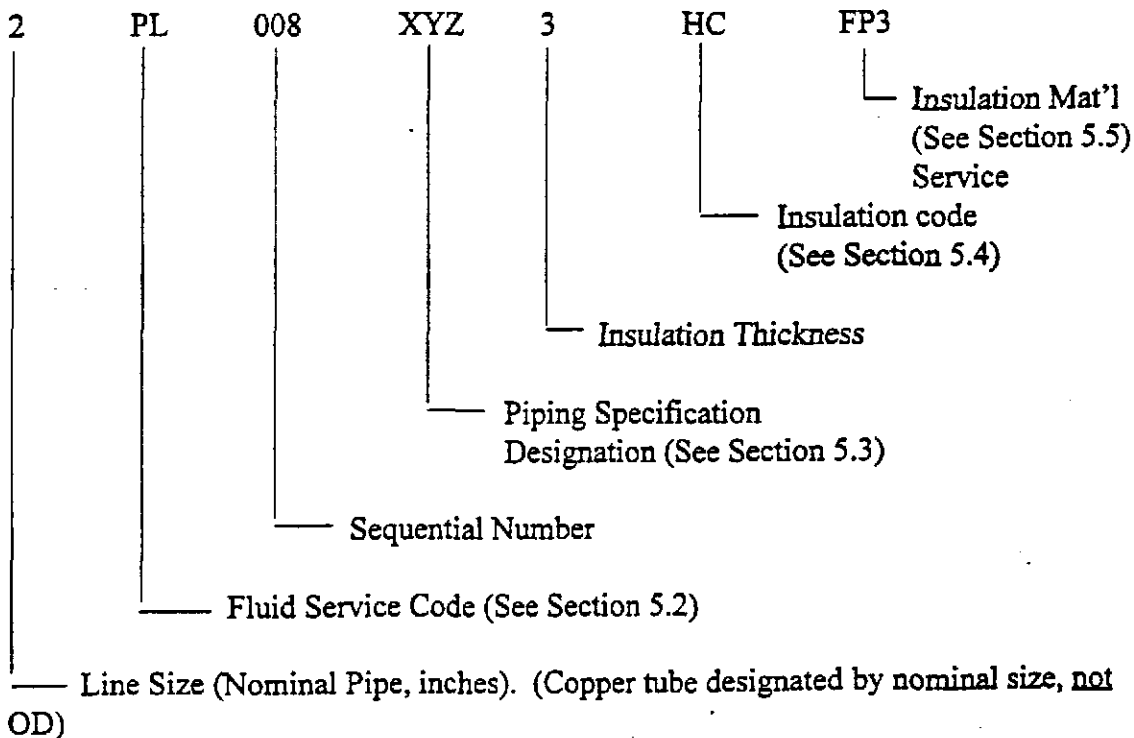 2 PL 008 XYZ 3 HC FP3
Insulation Mat'l
(See Section 5.5)
Service
Insulation code
(See Section 5.4)
Insulation Thickness
Piping Specification
Designation (See Section 5.3)
Sequential Number
Fluid Service Code (See Section 5.2)
Line Size (Nominal Pipe, inches). (Copper tube designated by nominal size, not
OD)